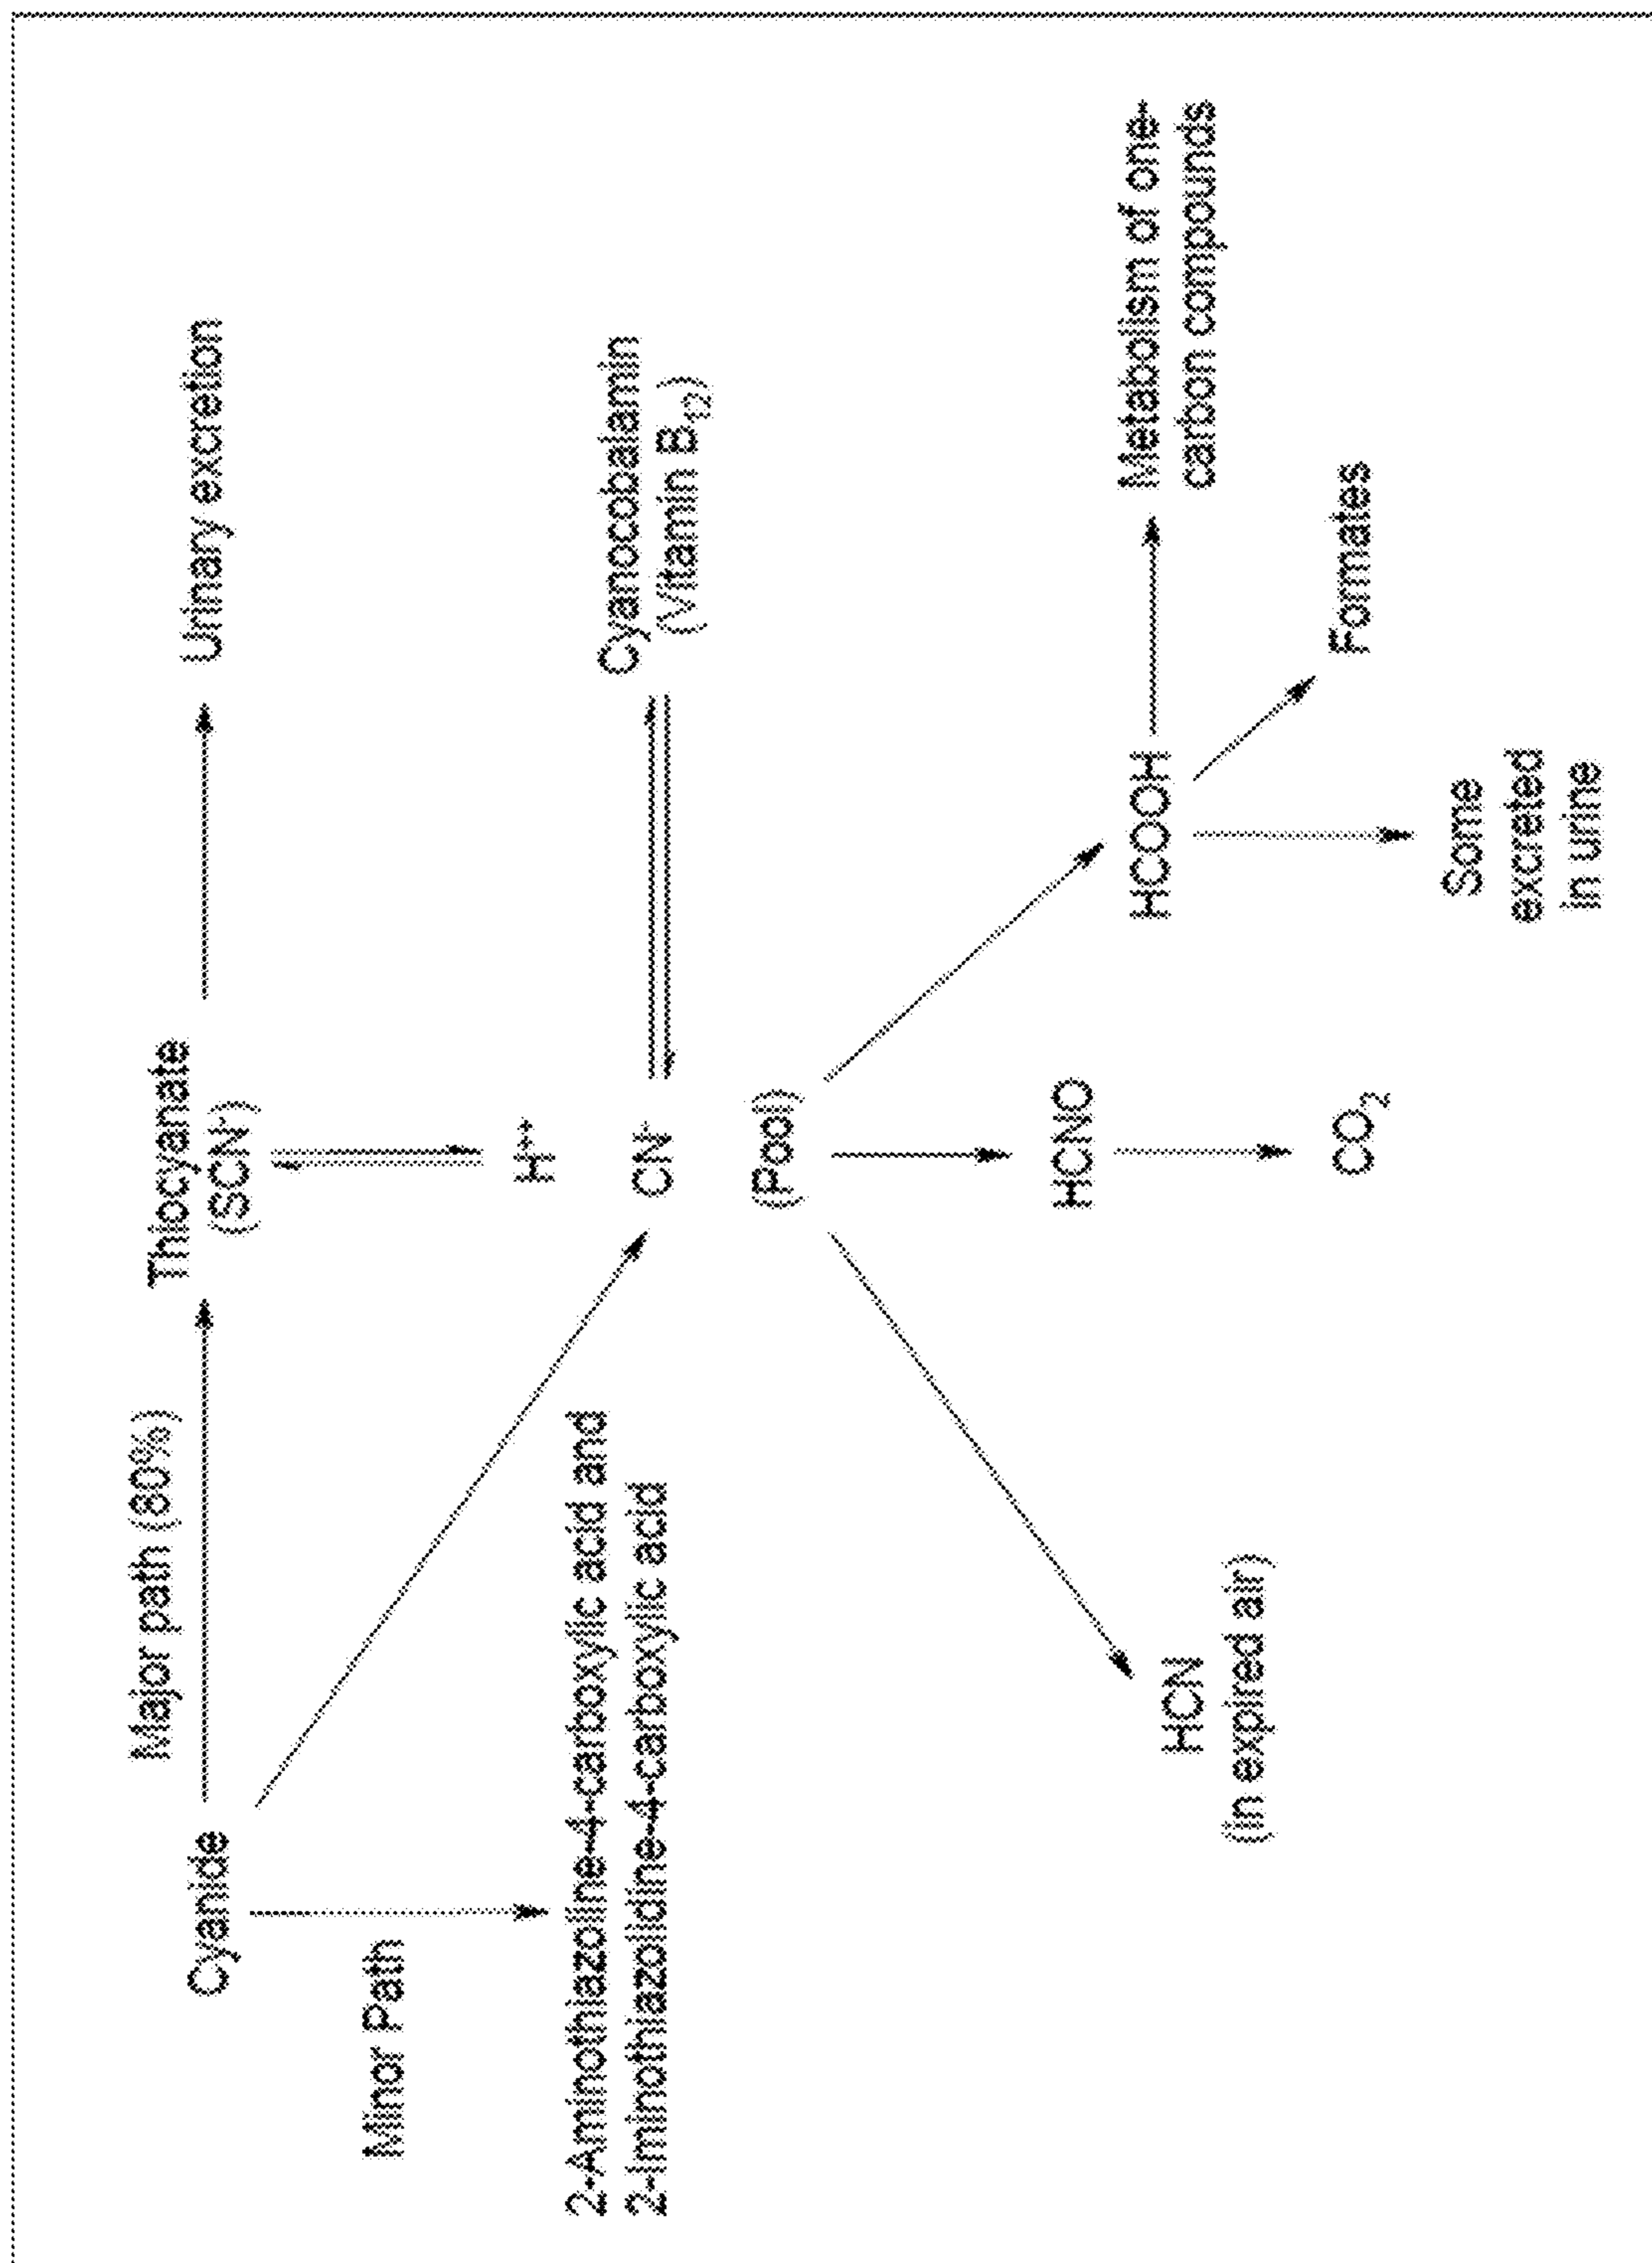 Major path (80%)
Cyanide
Thiocyanate
(SCN⁻)
Urinary excretion
Minor Path
H⁺⁺
CN⁻
(Pool)
Cyanocobalamin
(Vitamin B₁₂)
2-Aminothiazoline-4-carboxylic acid and
2-Iminothiazolidine-4-carboxylic acid
HCN
(in expired air)
HCNO
CO₂
HCOOH
Metabolism of one-
carbon compounds
Formates
Some
excreted
in urine